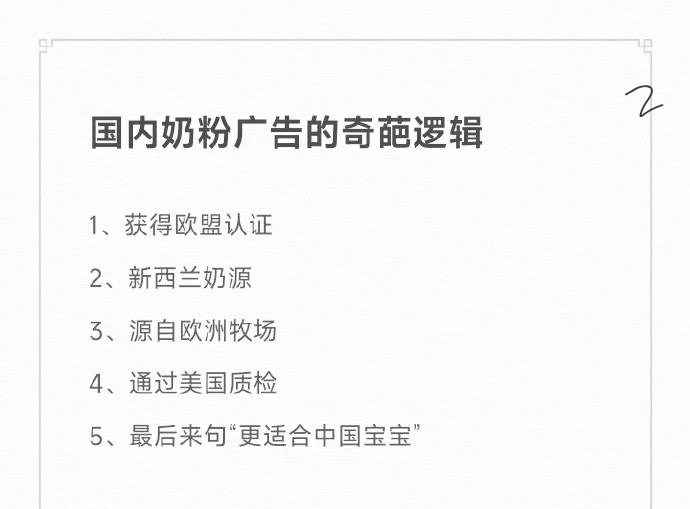 国内奶粉广告的奇葩逻辑
2
1、获得欧盟认证
2、新西兰奶源
3、源自欧洲牧场
4、通过美国质检
5、最后来句“更适合中国宝宝”